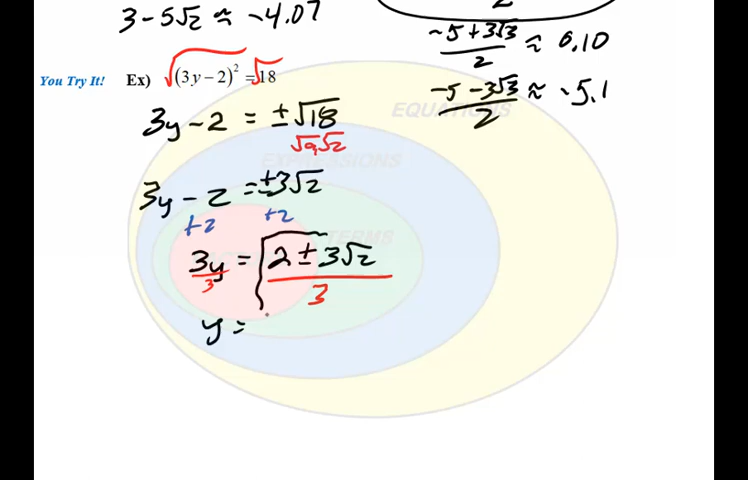 3 - 5√2 ≈ -4.07
2
(-5 + 3√3)/2 ≈ 0.10
(-5 - 3√3)/2 ≈ -5.1
You Try It! Ex) √(3y – 2)² = √18
3y - 2 = ±√18
√9√2
3y - 2 = ±3√2
+2 +2
3y/3 = (2 ± 3√2)/3
y =
EQUATIONS
EXPRESSIONS
TERMS